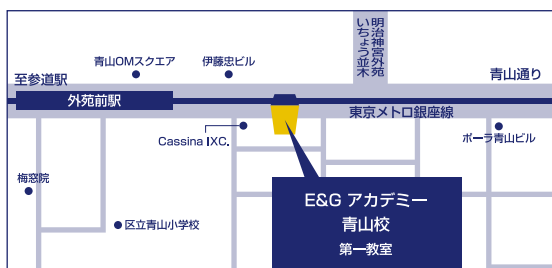 明治神宮外苑
いちょう並木
青山OMスクエア
伊藤忠ビル
至参道駅
青山通り
外苑前駅
東京メトロ銀座線
Cassina IXC.
ポーラ青山ビル
梅窓院
区立青山小学校
E&G アカデミー
青山校
第一教室